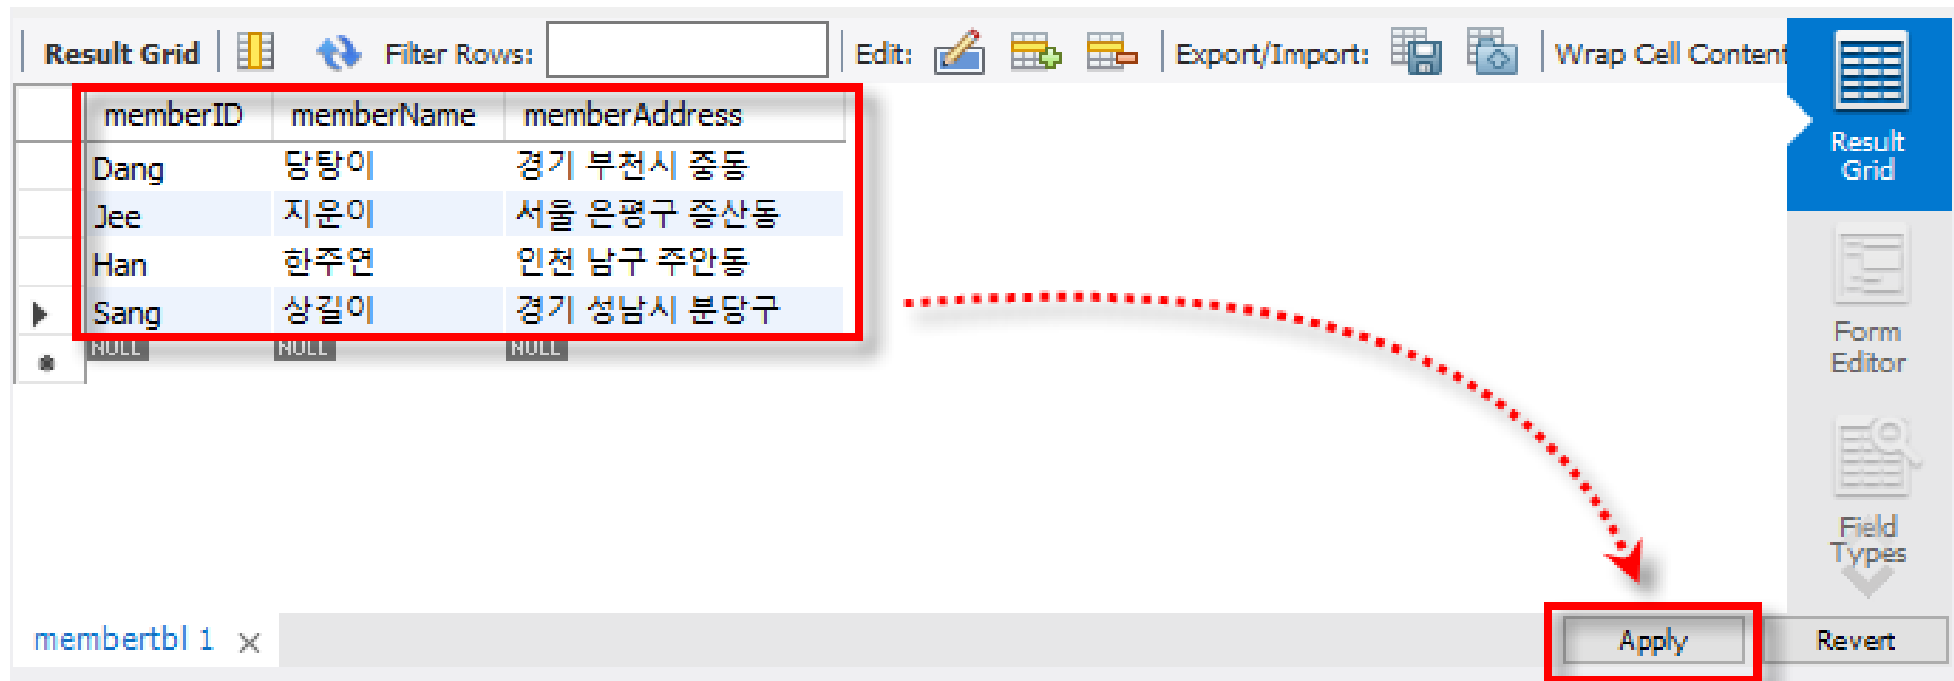 Result Grid Filter Rows: Edit: Export/Import: Wrap Cell Content
memberID memberName memberAddress
Dang 당탕이 경기 부천시 중동
Jee 지운이 서울 은평구 증산동
Han 한주연 인천 남구 주안동
Sang 상길이 경기 성남시 분당구
NULL NULL NULL
Result
Grid
Form
Editor
Field
Types
membertbl 1
Apply Revert